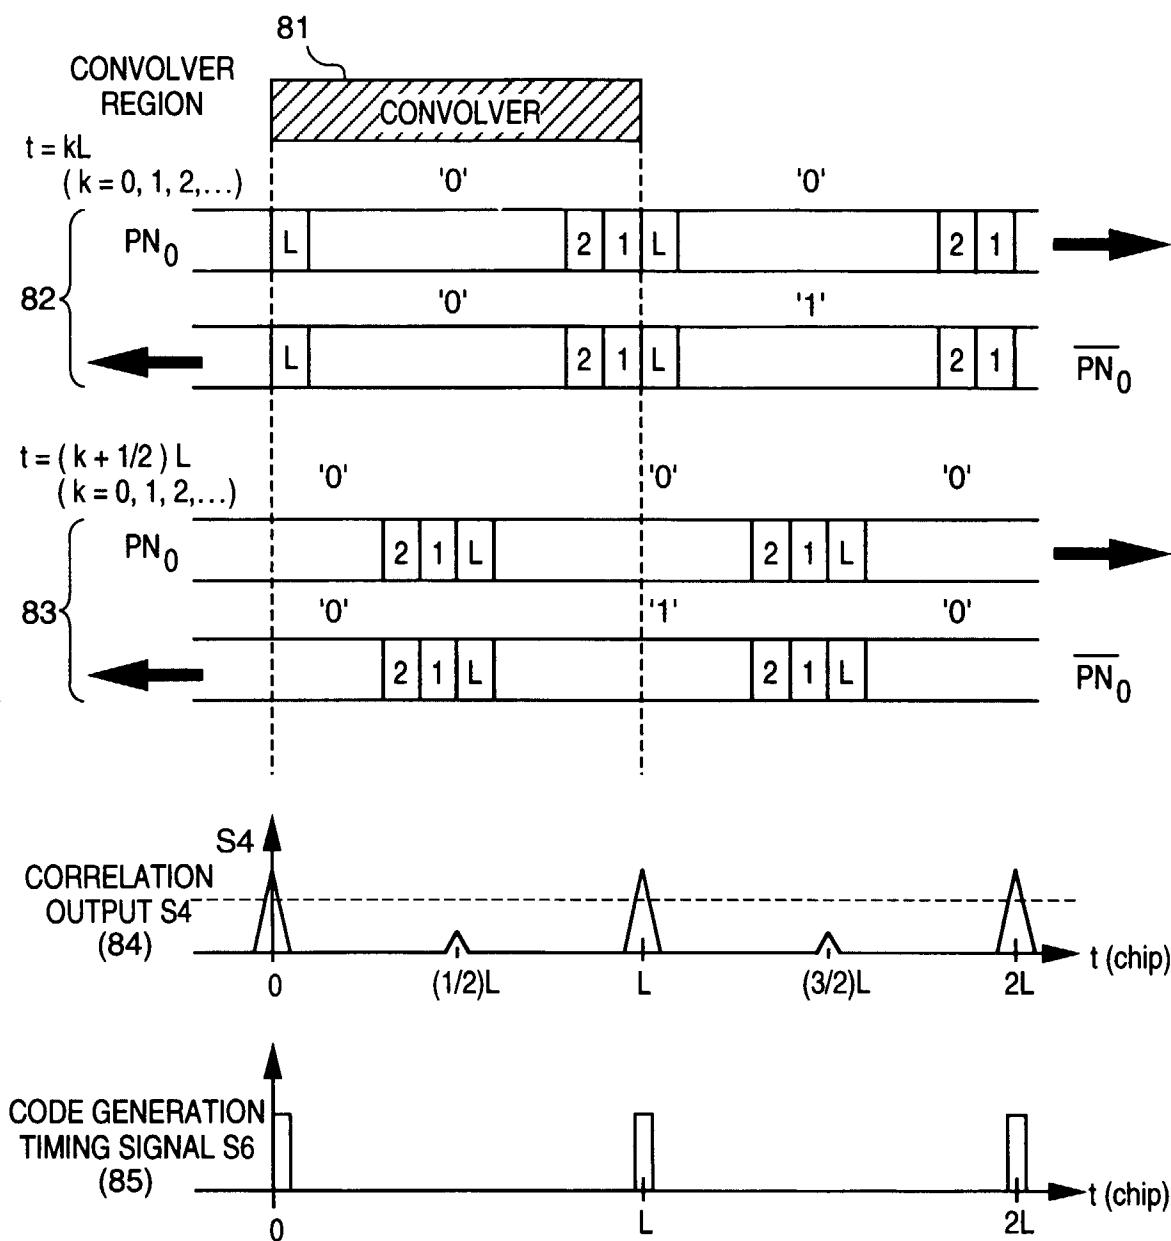 81
CONVOLVER
REGION
CONVOLVER
t = kL
( k = 0, 1, 2,...)
'0' '0'
PN0 L 2 1 L 2 1
82
'0' '1'
L 2 1 L 2 1 PN0
t = ( k + 1/2 ) L
( k = 0, 1, 2,...)
'0' '0' '0'
PN0 2 1 L 2 1 L
83
'0' '1' '0'
2 1 L 2 1 L PN0
S4
CORRELATION
OUTPUT S4
(84)
t (chip)
0 (1/2)L L (3/2)L 2L
CODE GENERATION
TIMING SIGNAL S6
(85)
t (chip)
0 L 2L